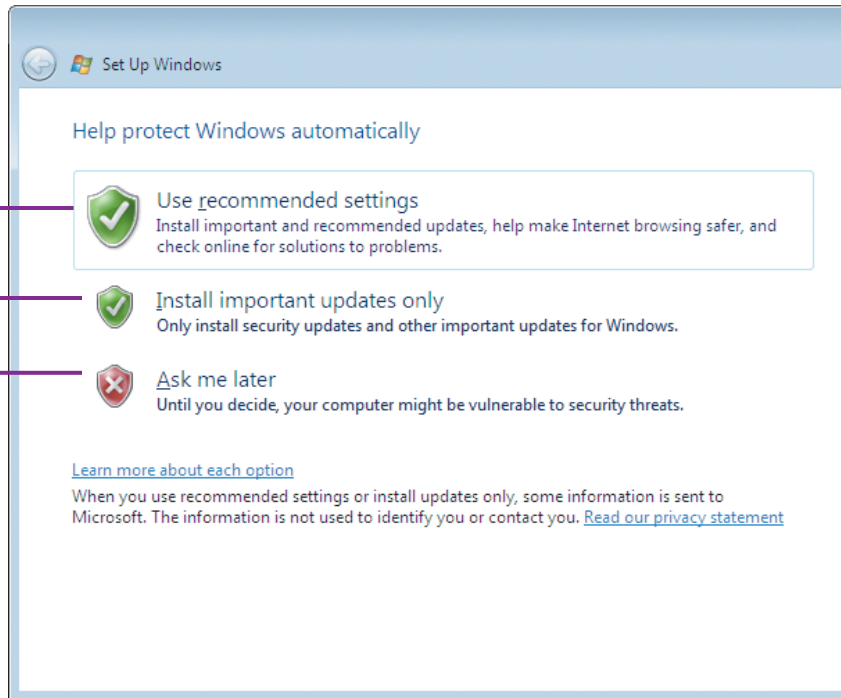 Set Up Windows
Help protect Windows automatically
Use recommended settings
Install important and recommended updates, help make Internet browsing safer, and
check online for solutions to problems.
Install important updates only
Only install security updates and other important updates for Windows.
Ask me later
Until you decide, your computer might be vulnerable to security threats.
Learn more about each option
When you use recommended settings or install updates only, some information is sent to
Microsoft. The information is not used to identify you or contact you. Read our privacy statement